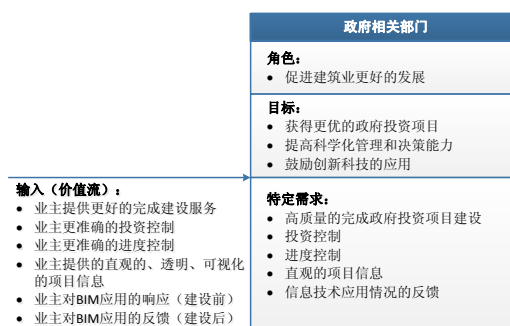 政府相关部门
角色：
• 促进建筑业更好的发展
目标：
• 获得更优的政府投资项目
• 提高科学化管理和决策能力
• 鼓励创新科技的应用
输入（价值流）：
• 业主提供更好的完成建设服务
• 业主更准确的投资控制
• 业主更准确的进度控制
• 业主提供的直观的、透明、可视化
的项目信息
• 业主对BIM应用的响应（建设前）
• 业主对BIM应用的反馈（建设后）
特定需求：
• 高质量的完成政府投资项目建设
• 投资控制
• 进度控制
• 直观的项目信息
• 信息技术应用情况的反馈